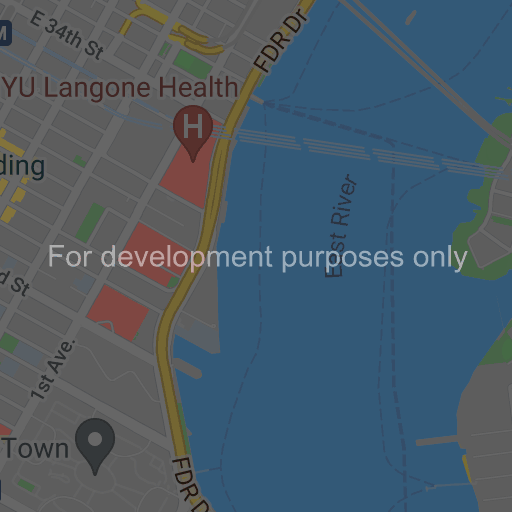 M
E 34th St
FDR Dr
YU Langone Health
H
ding
East River
For development purposes only
d St
1st Ave.
Town
FDR D